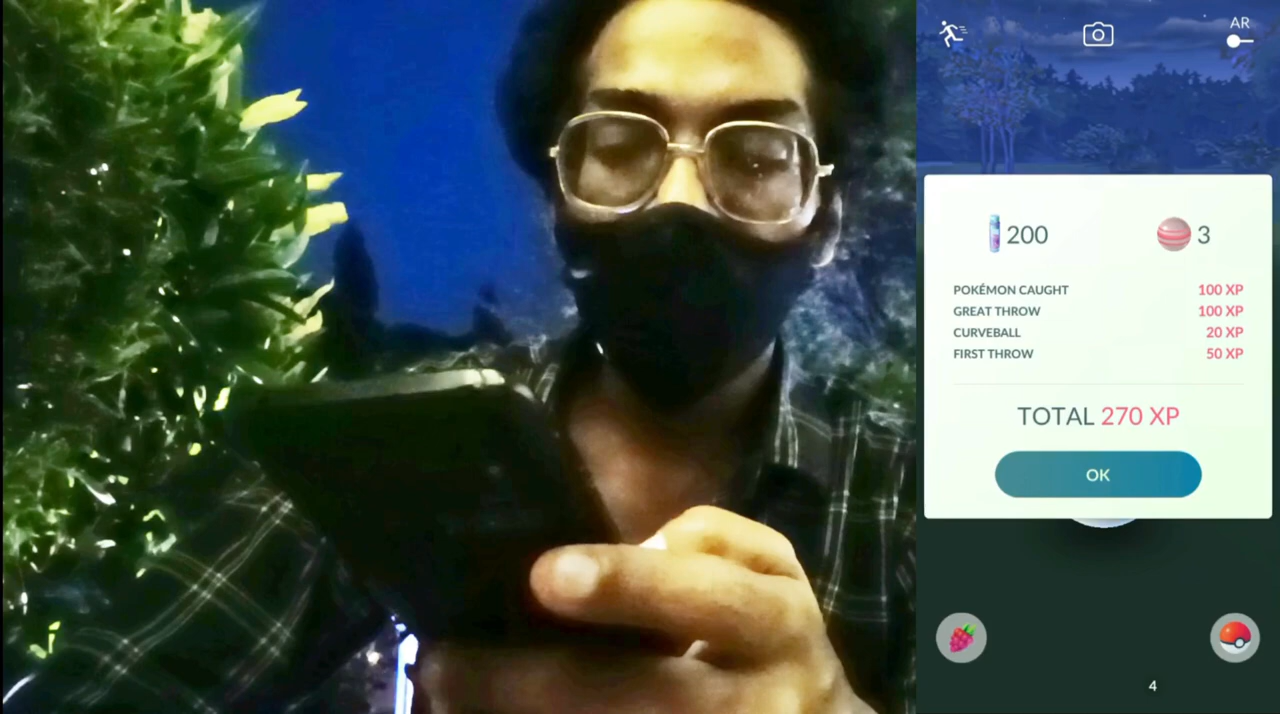 AR
200 3
POKÉMON CAUGHT 100 XP
GREAT THROW 100 XP
CURVEBALL 20 XP
FIRST THROW 50 XP
TOTAL 270 XP
OK
4